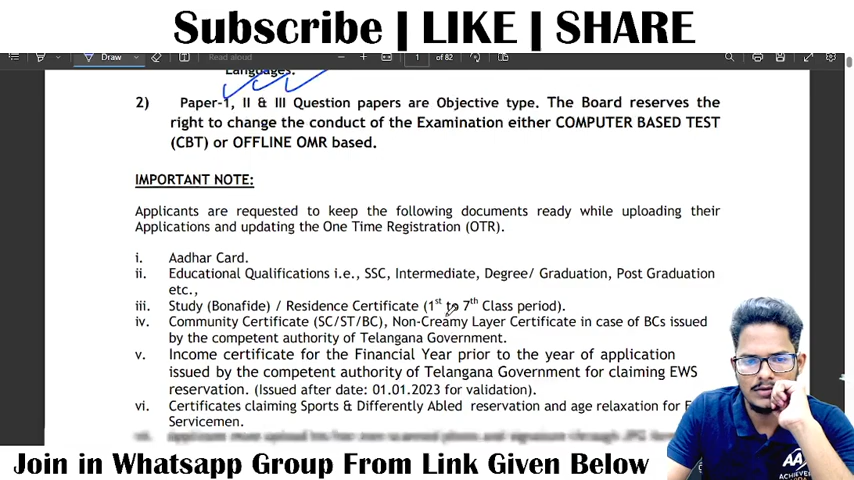 Subscribe | LIKE | SHARE
Draw
Read aloud
1
of 82
Languages.
2) Paper-1, II & III Question papers are Objective type. The Board reserves the
right to change the conduct of the Examination either COMPUTER BASED TEST
(CBT) or OFFLINE OMR based.
IMPORTANT NOTE:
Applicants are requested to keep the following documents ready while uploading their
Applications and updating the One Time Registration (OTR).
i. Aadhar Card.
ii. Educational Qualifications i.e., SSC, Intermediate, Degree/ Graduation, Post Graduation
etc.,
iii. Study (Bonafide) / Residence Certificate (1st to 7th Class period).
iv. Community Certificate (SC/ST/BC), Non-Creamy Layer Certificate in case of BCs issued
by the competent authority of Telangana Government.
v. Income certificate for the Financial Year prior to the year of application
issued by the competent authority of Telangana Government for claiming EWS
reservation. (Issued after date: 01.01.2023 for validation).
vi. Certificates claiming Sports & Differently Abled reservation and age relaxation for
Servicemen.
Join in Whatsapp Group From Link Given Below